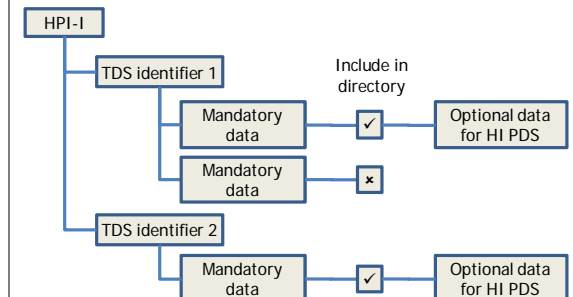 HPI-I
TDS identifier 1
Include in
directory
Mandatory
data
✓
Optional data
for HI PDS
Mandatory
data
×
TDS identifier 2
Mandatory
data
✓
Optional data
for HI PDS